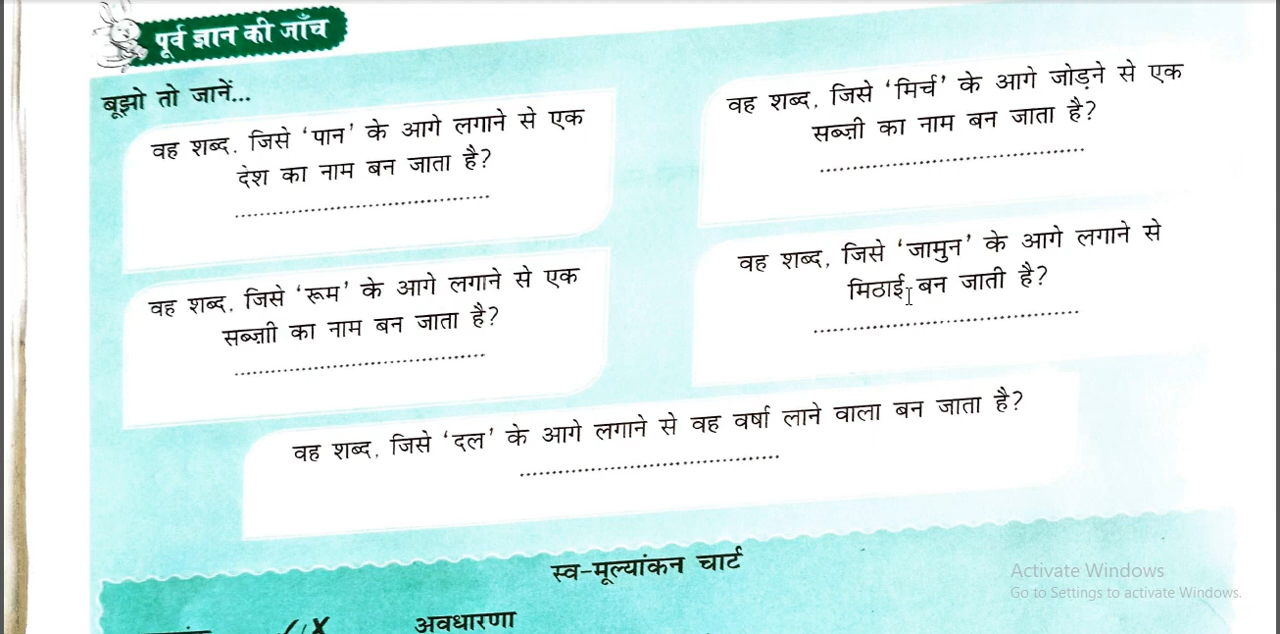 पूर्व ज्ञान की जाँच
बूझो तो जानें...
वह शब्द, जिसे 'पान' के आगे लगाने से एक
देश का नाम बन जाता है?
वह शब्द, जिसे 'मिर्च' के आगे जोड़ने से एक
सब्ज़ी का नाम बन जाता है?
वह शब्द, जिसे 'रूम' के आगे लगाने से एक
सब्ज़ाी का नाम बन जाता है?
वह शब्द, जिसे 'जामुन' के आगे लगाने से
मिठाई बन जाती है?
वह शब्द, जिसे 'दल' के आगे लगाने से वह वर्षा लाने वाला बन जाता है?
स्व-मूल्यांकन चार्ट
अवधारणा
Activate Windows
Go to Settings to activate Windows.